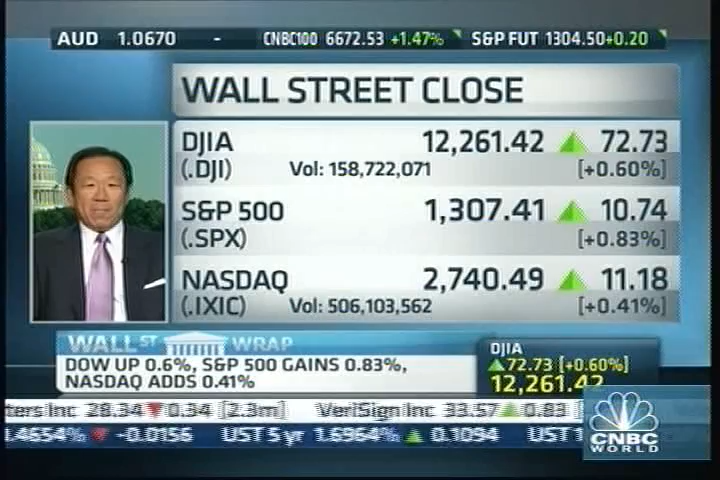 AUD 1.0670 - CNBC100 6672.53 +1.47% S&P FUT 1304.50 +0.20
WALL STREET CLOSE
DJIA 12,261.42 72.73
(.DJI) Vol: 158,722,071 [+0.60%]
S&P 500 1,307.41 10.74
(.SPX) [+0.83%]
NASDAQ 2,740.49 11.18
(.IXIC) Vol: 506,103,562 [+0.41%]
WALL ST WRAP
DOW UP 0.6%, S&P 500 GAINS 0.83%,
NASDAQ ADDS 0.41%
DJIA
72.73 [+0.60%]
12,261.42
ters Inc 28.34 0.34 [2.3m] VeriSign Inc 33.57 0.83
1.4654% -0.0156 UST 5 yr 1.6964% 0.1094 UST 1
CNBC
WORLD